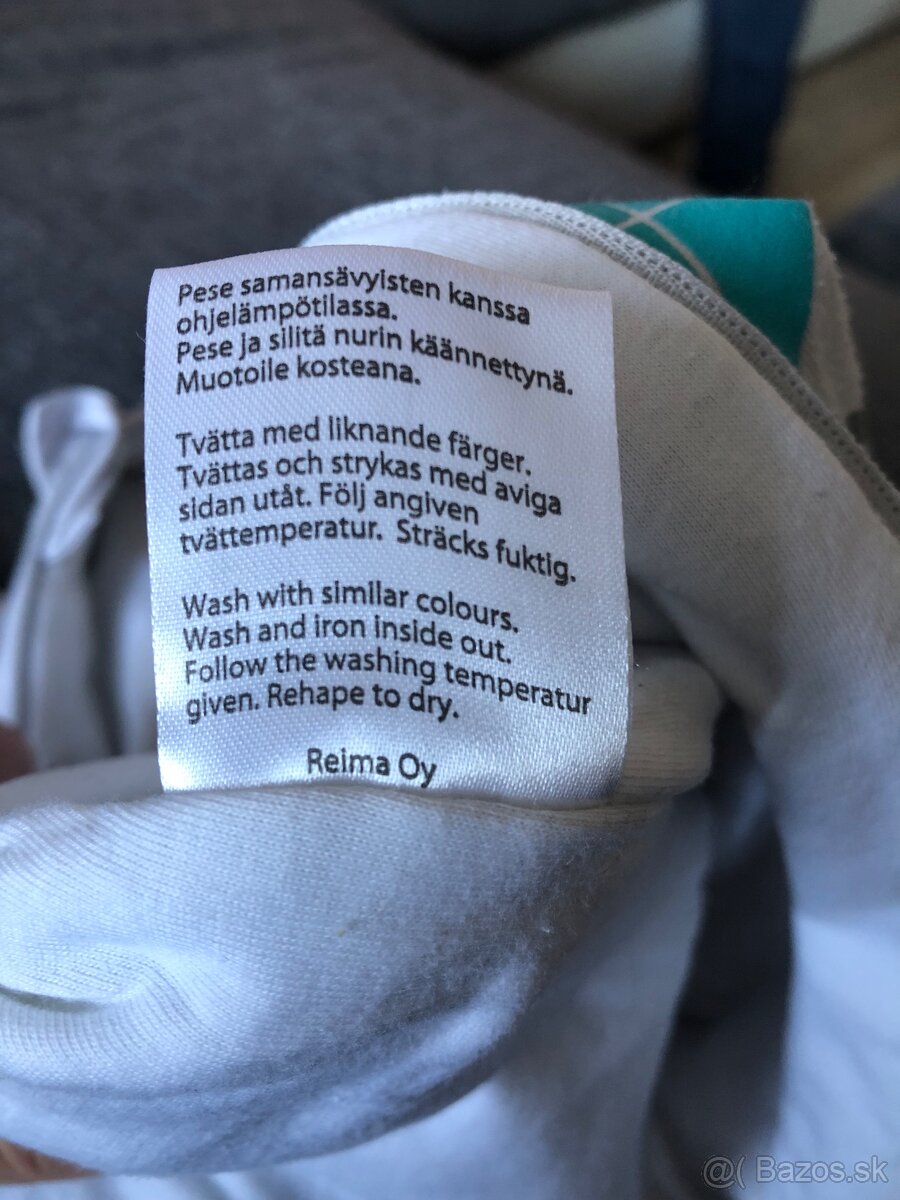 Pese samansävyisten kanssa
ohjelämpötilassa.
Pese ja silitä nurin käännettynä.
Muotoile kosteana.
Tvätta med liknande färger.
Tvättas och strykas med aviga
sidan utåt. Följ angiven
tvättemperatur. Sträcks fuktig.
Wash with similar colours.
Wash and iron inside out.
Follow the washing temperatur
given. Rehape to dry.
Reima Oy
@( Bazos.sk